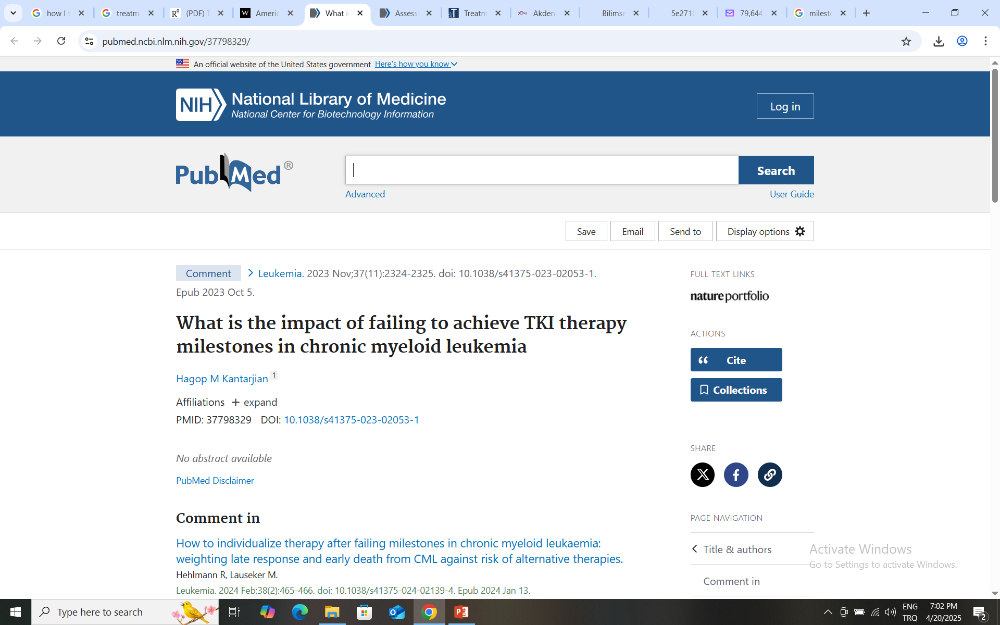 how I t
treatm
(PDF) T
Americ
What is
Assess
Treatm
Akden
Bilimse
5e271b
79,644
milesto
pubmed.ncbi.nlm.nih.gov/37798329/
An official website of the United States government Here's how you know
NIH National Library of Medicine
National Center for Biotechnology Information
Log in
PubMed®
Search
Advanced
User Guide
Save
Email
Send to
Display options
Comment > Leukemia. 2023 Nov;37(11):2324-2325. doi: 10.1038/s41375-023-02053-1.
Epub 2023 Oct 5.
What is the impact of failing to achieve TKI therapy
milestones in chronic myeloid leukemia
Hagop M Kantarjian 1
Affiliations + expand
PMID: 37798329 DOI: 10.1038/s41375-023-02053-1
No abstract available
PubMed Disclaimer
Comment in
How to individualize therapy after failing milestones in chronic myeloid leukaemia:
weighting late response and early death from CML against risk of alternative therapies.
Hehlmann R, Lauseker M.
Leukemia. 2024 Feb;38(2):465-466. doi: 10.1038/s41375-024-02139-4. Epub 2024 Jan 13.
FULL TEXT LINKS
nature portfolio
ACTIONS
Cite
Collections
SHARE
PAGE NAVIGATION
Title & authors
Comment in
Activate Windows
Go to Settings to activate Windows.
Type here to search
ENG
TRQ
7:02 PM
4/20/2025
2